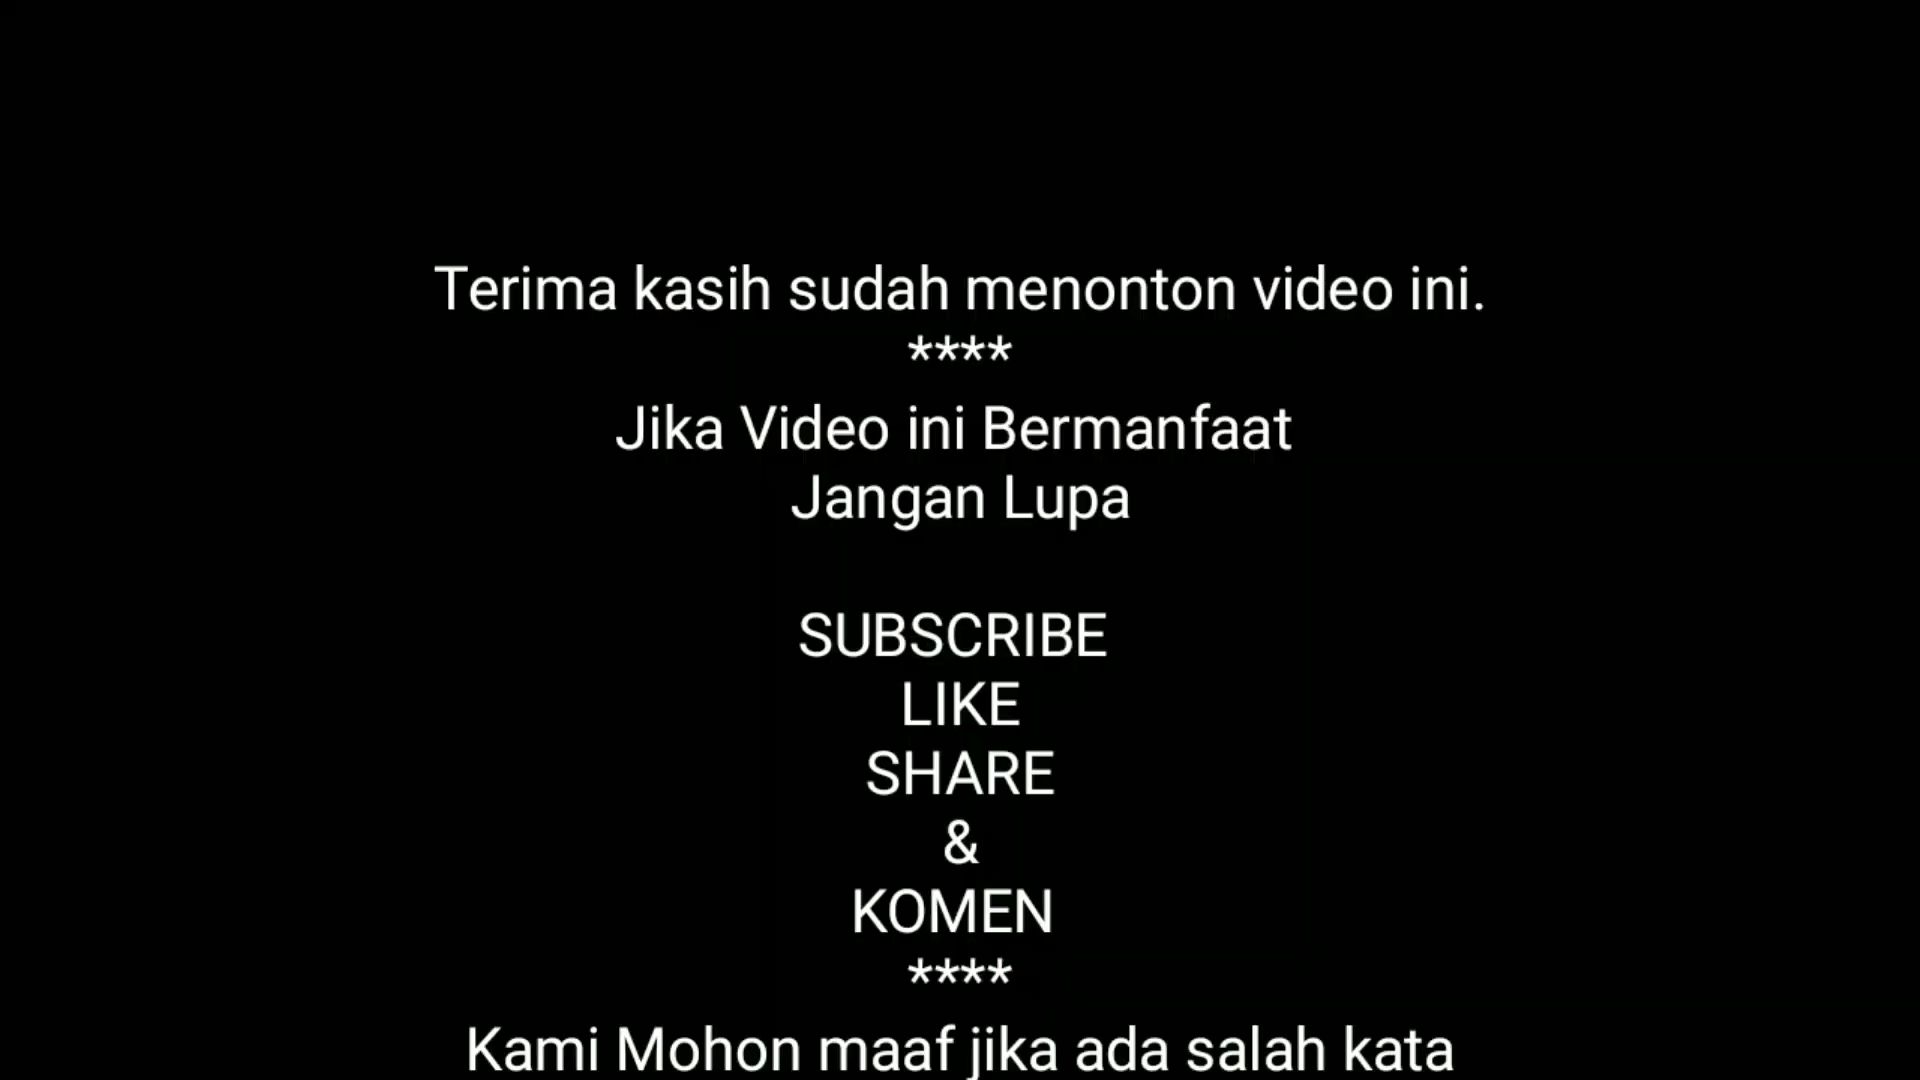 Terima kasih sudah menonton video ini.
****
Jika Video ini Bermanfaat
Jangan Lupa
SUBSCRIBE
LIKE
SHARE
&
KOMEN
****
Kami Mohon maaf jika ada salah kata